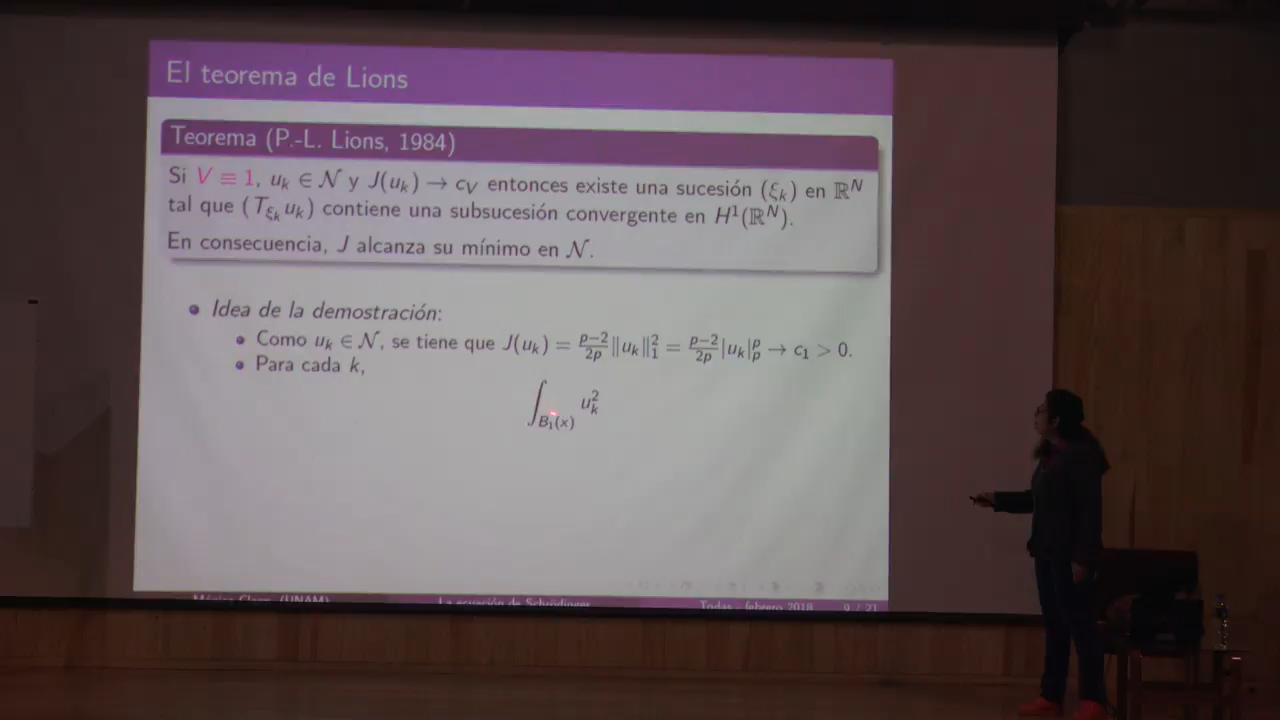 El teorema de Lions
Teorema (P.-L. Lions, 1984)
Si V ≡ 1, u_k ∈ 𝒩 y J(u_k) → c_V entonces existe una sucesión (ξ_k) en ℝ^N
tal que (T_{ξ_k} u_k) contiene una subsucesión convergente en H^1(ℝ^N).
En consecuencia, J alcanza su mínimo en 𝒩.
• Idea de la demostración:
• Como u_k ∈ 𝒩, se tiene que J(u_k) = \frac{p-2}{2p}‖u_k‖_1^2 = \frac{p-2}{2p}|u_k|_p^p → c_1 > 0.
• Para cada k,
∫_{B_1(x)} u_k^2
(UNAM) La ecuación de Schrödinger febrero 2018 9 / 21